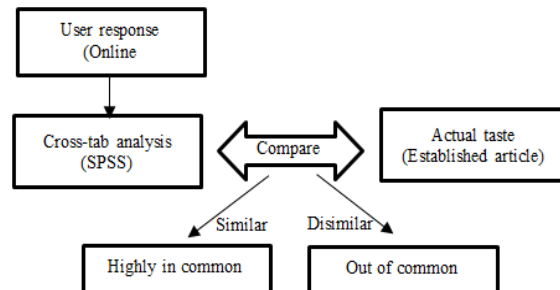 User response
(Online
Cross-tab analysis
(SPSS)
Compare
Actual taste
(Established article)
Similar
Disimilar
Highly in common
Out of common